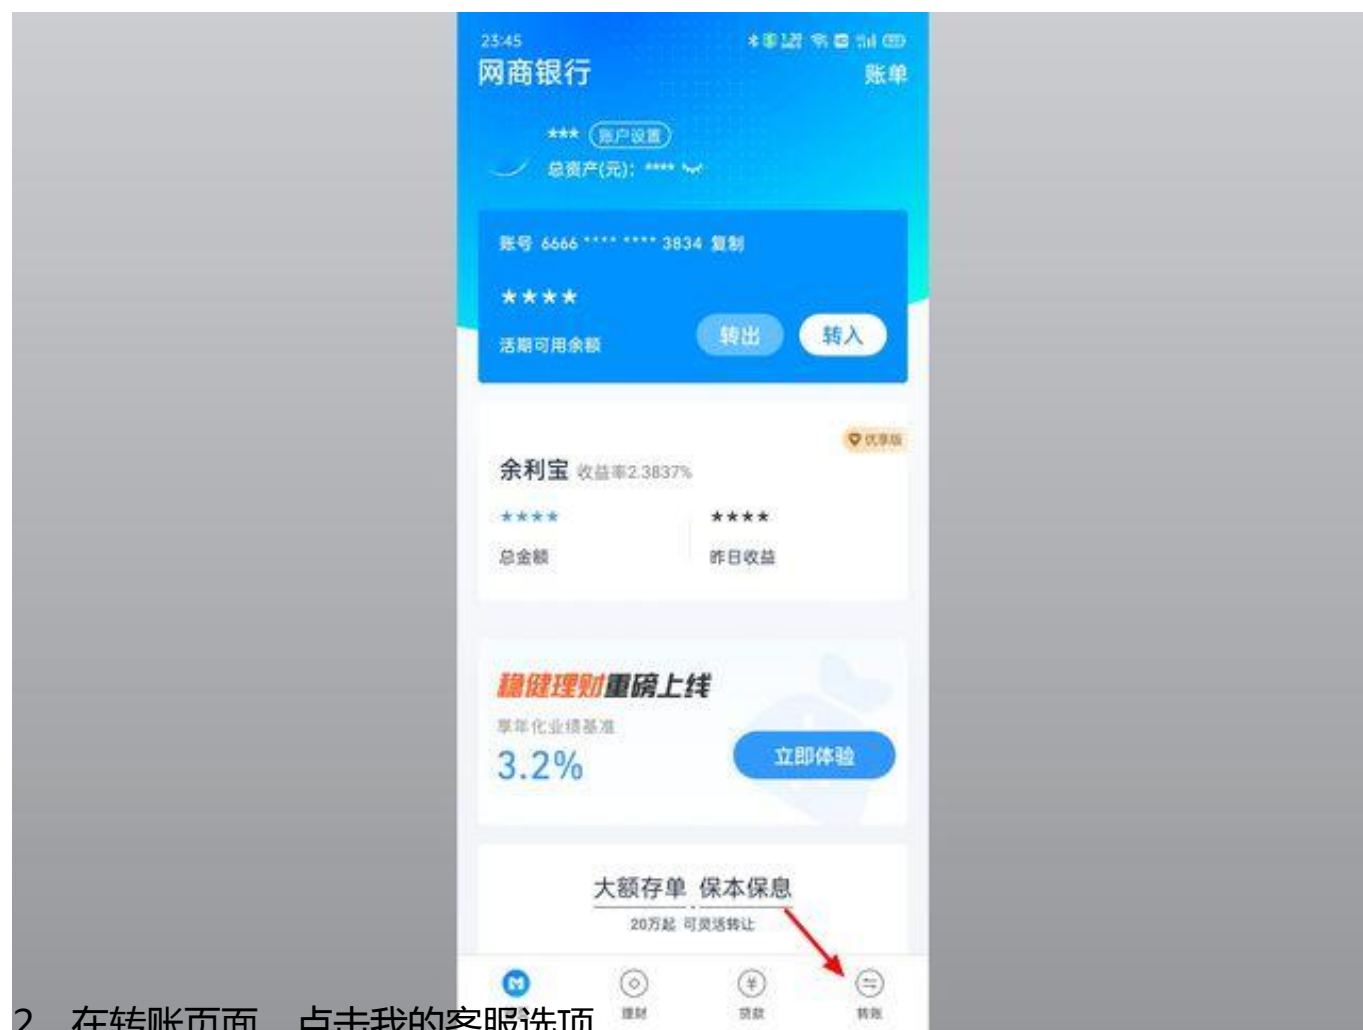 23:45
网商银行
账单
*** 账户设置
总资产(元): ****
账号 6666 **** **** 3834 复制
****
活期可用余额
转出
转入
优享版
余利宝 收益率2.3837%
**** ****
总金额 昨日收益
稳健理财重磅上线
享年化业绩基准
3.2%
立即体验
大额存单 保本保息
20万起 可灵活转让
理财 贷款 转账
2、在转账页面,点击我的客服选项